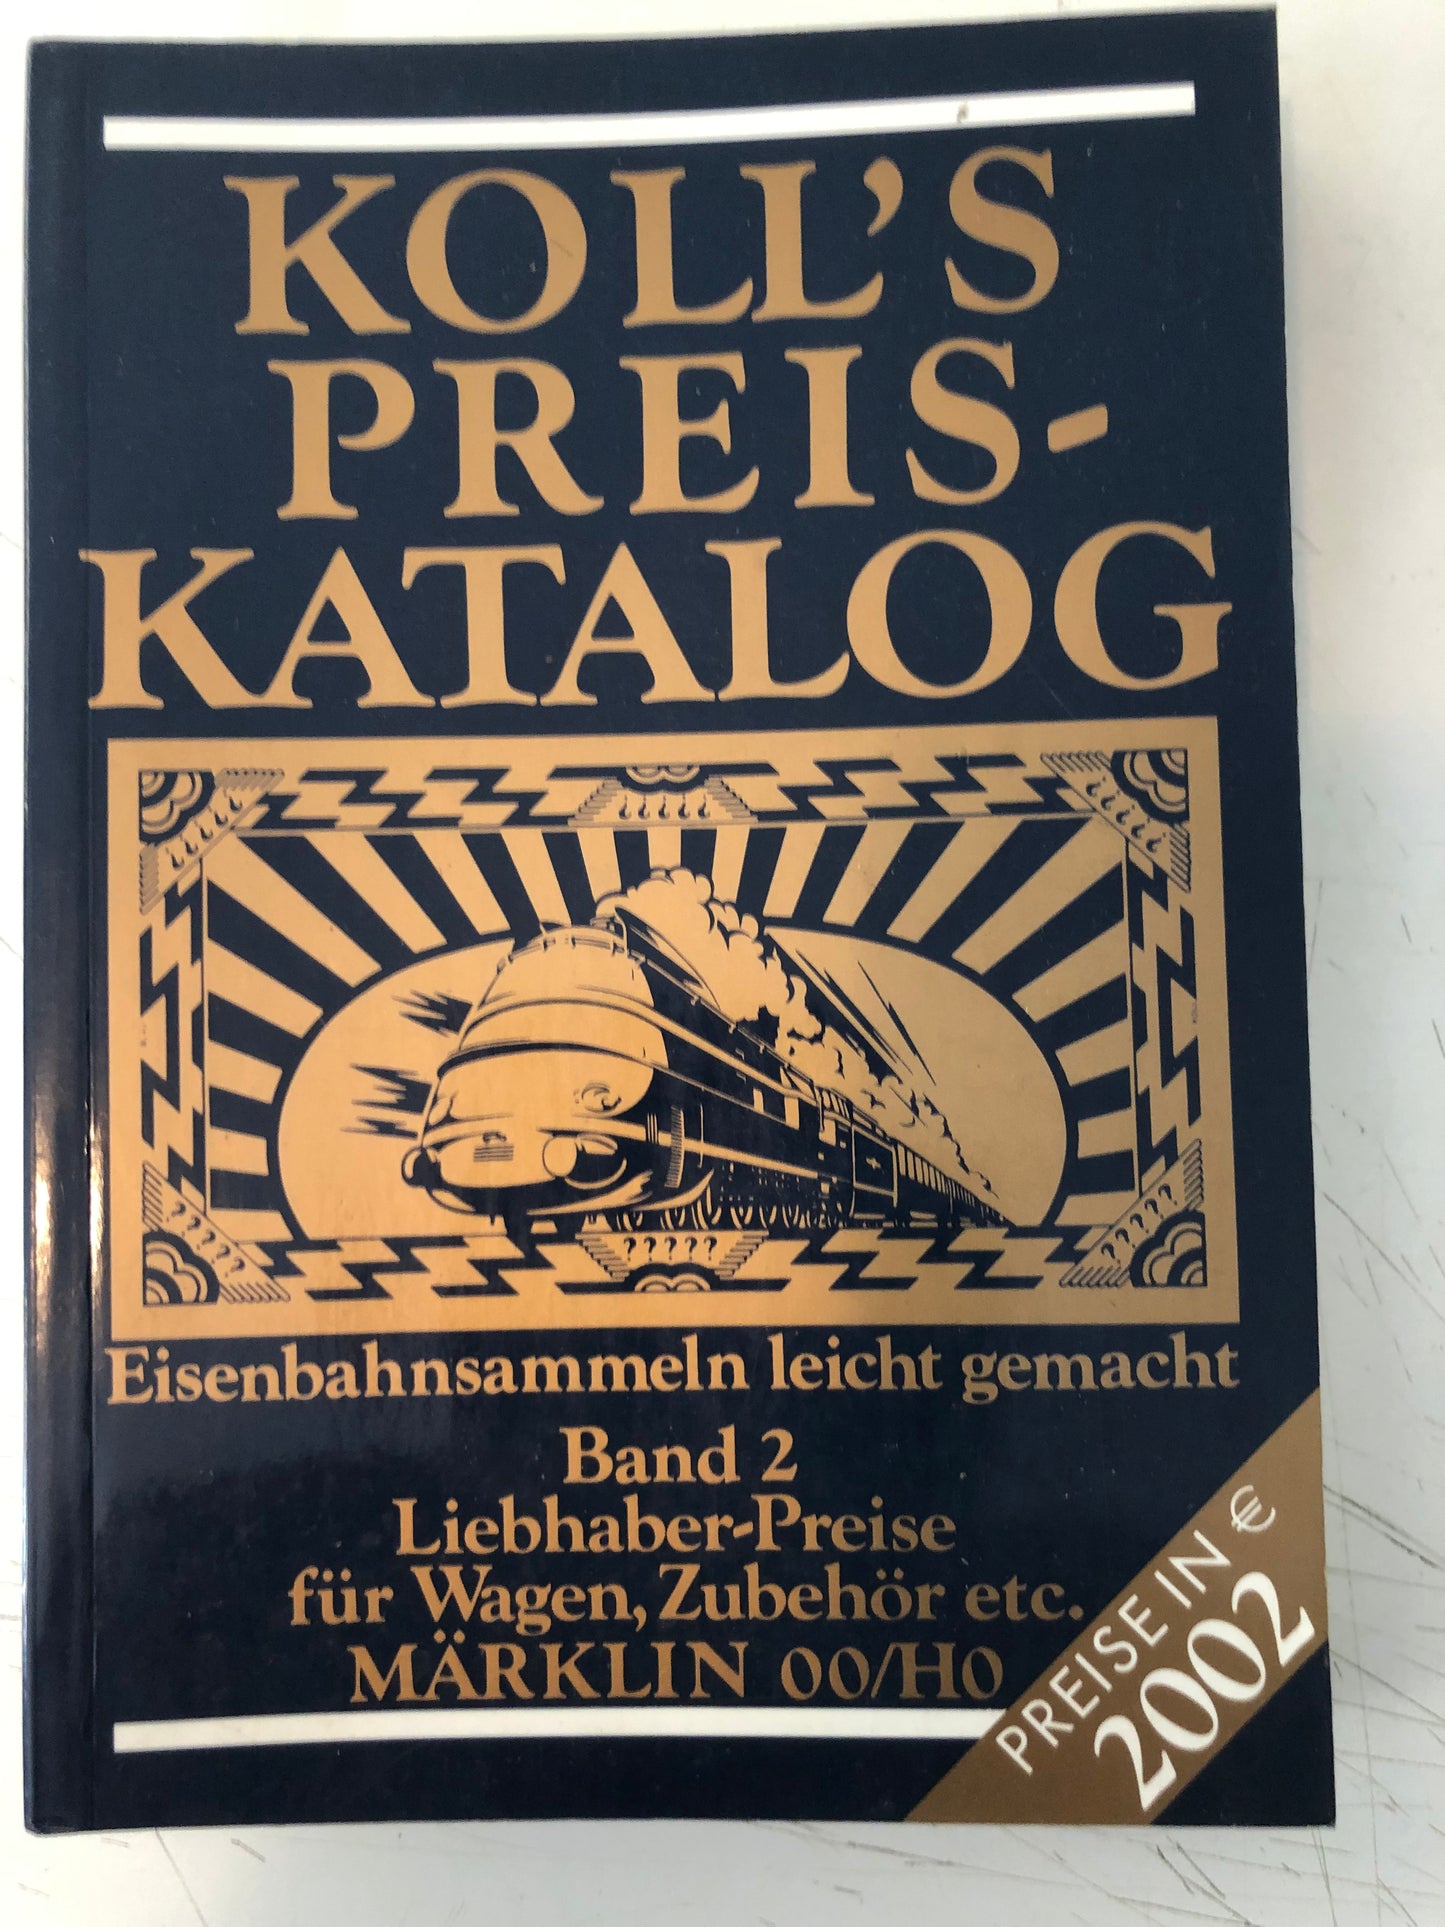 KOLL'S
PREIS-
KATALOG
?????
?????
?????
?????
?????
?????
Eisenbahnsammeln leicht gemacht
Band 2
Liebhaber-Preise
für Wagen, Zubehör etc.
MÄRKLIN 00/H0
PREISE IN €
2002